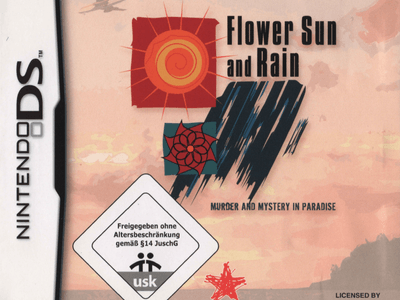 NINTENDO DS™
Flower Sun
and Rain
MURDER AND MYSTERY IN PARADISE
Freigegeben ohne
Altersbeschränkung
gemäß §14 JuschG
usk
LICENSED BY